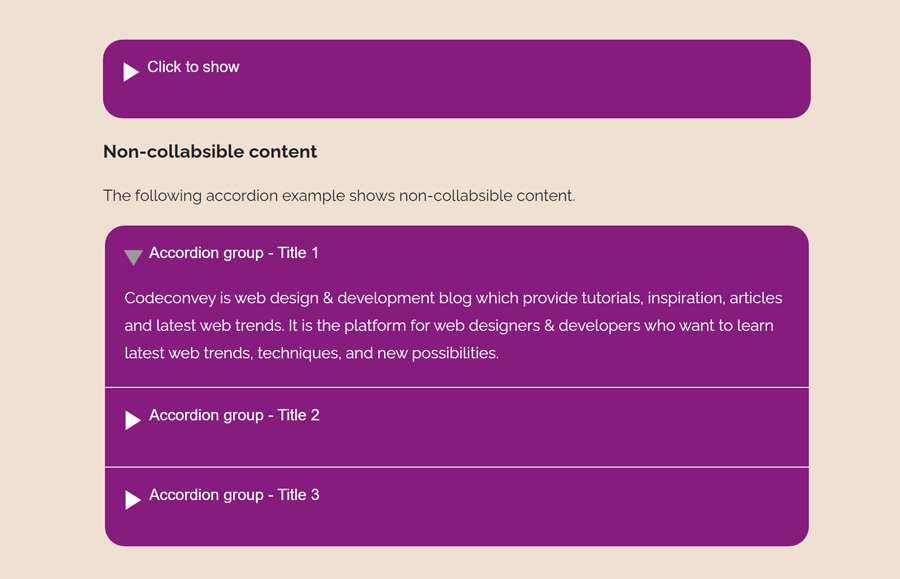 Click to show
Non-collabsible content
The following accordion example shows non-collabsible content.
Accordion group - Title 1
Codeconvey is web design & development blog which provide tutorials, inspiration, articles
and latest web trends. It is the platform for web designers & developers who want to learn
latest web trends, techniques, and new possibilities.
Accordion group - Title 2
Accordion group - Title 3